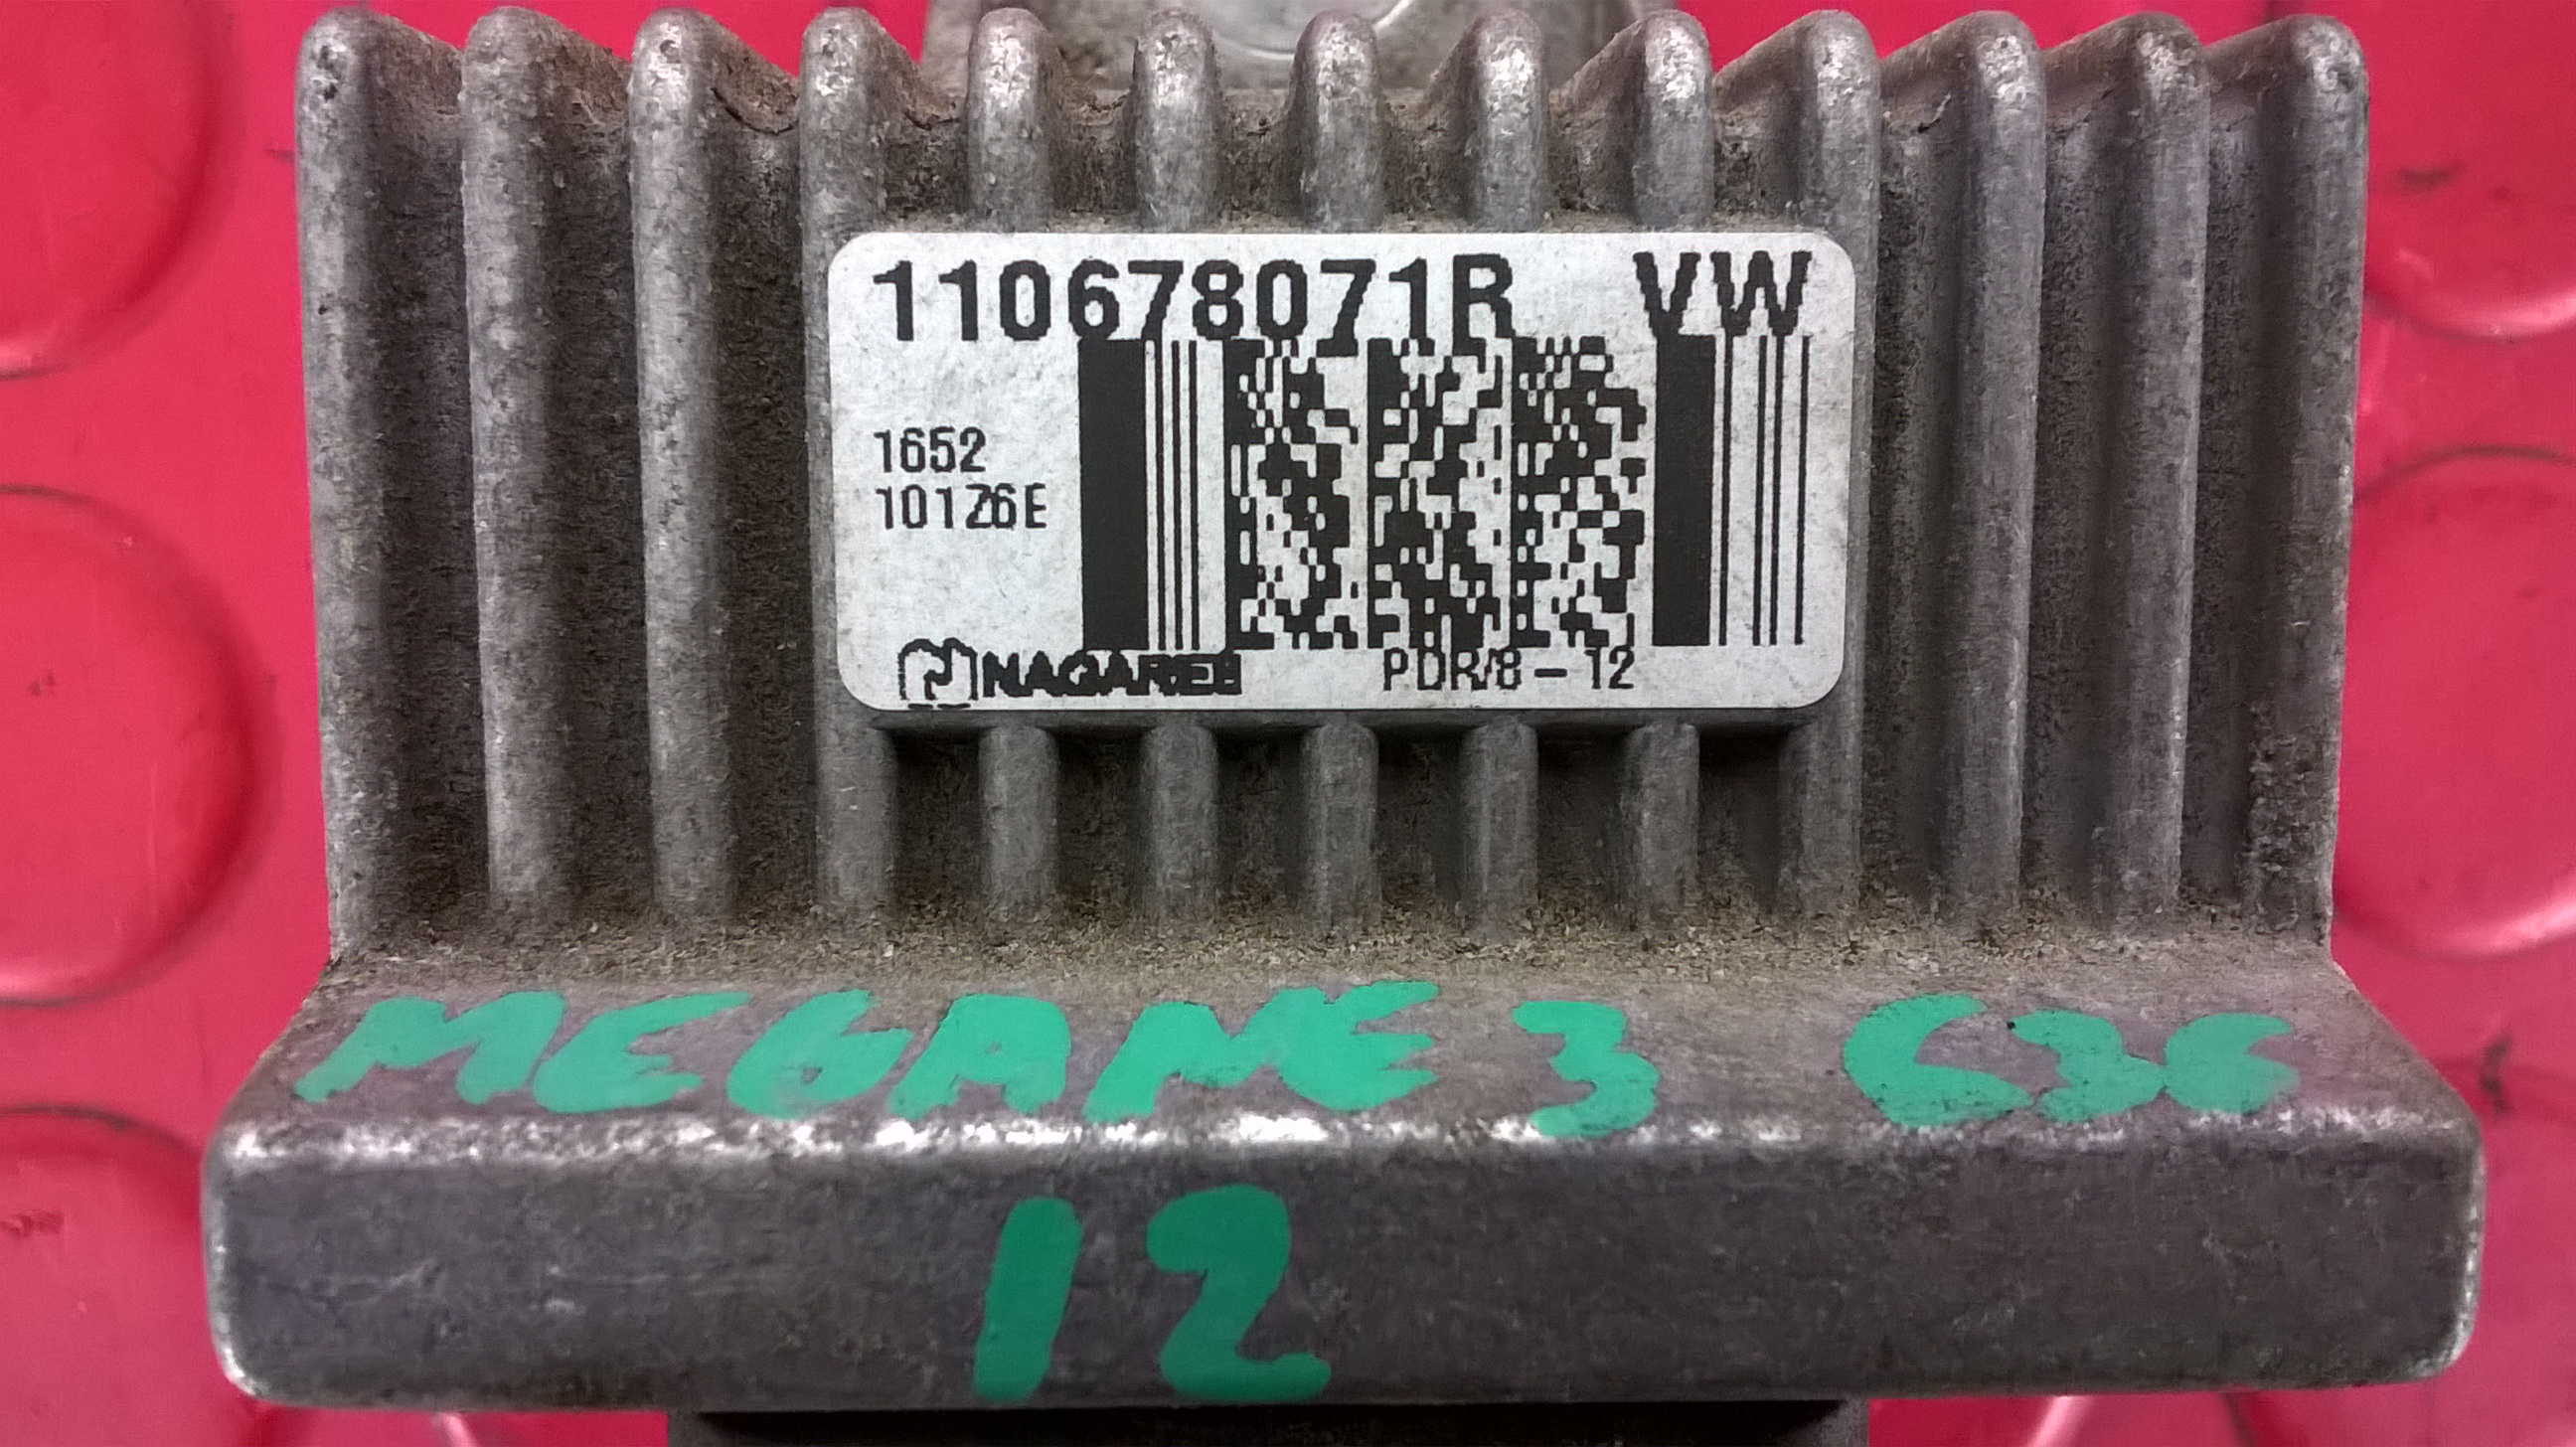 110678071R VW
1652
10126E
NAGARES PDR/8-12
MEGANE 3 C36
12